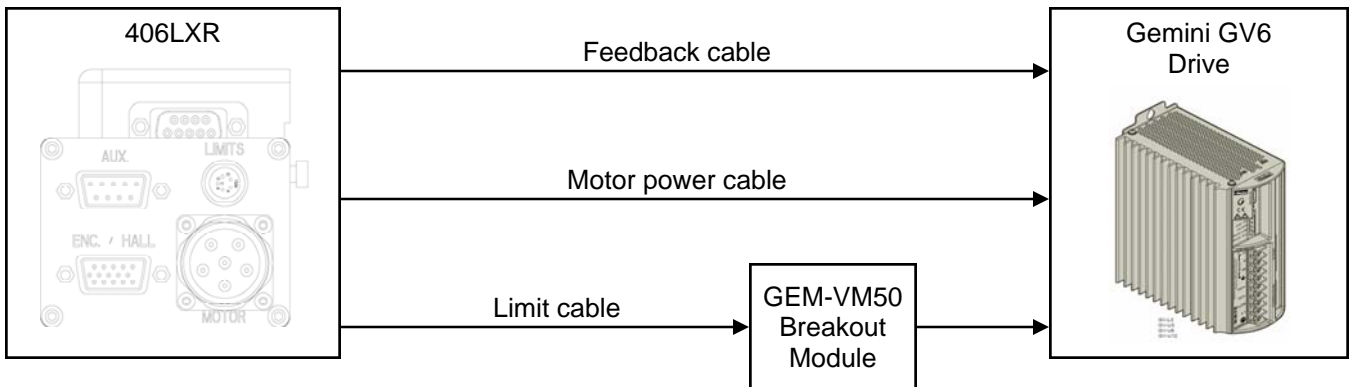 406LXR
Gemini GV6
Drive
Feedback cable
AUX.
LIMITS
Motor power cable
ENC. / HALL
MOTOR
Limit cable
GEM-VM50
Breakout
Module